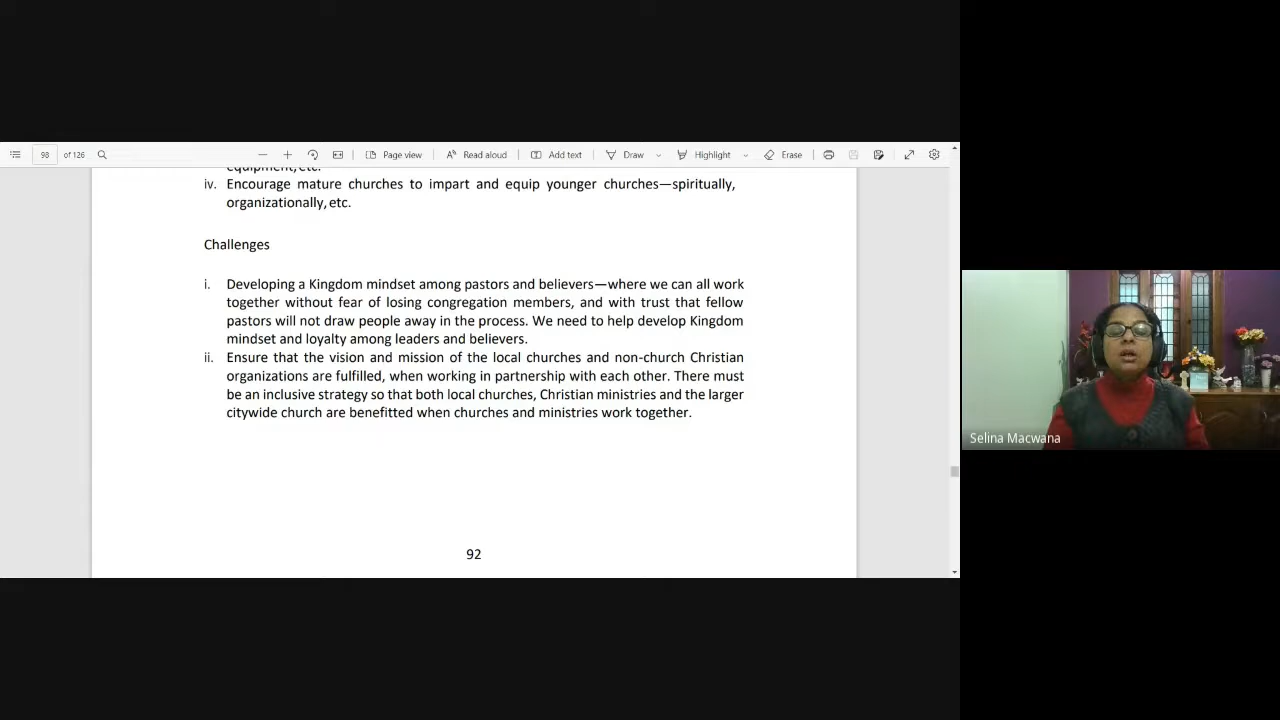 98 of 126 Page view Read aloud Add text Draw Highlight Erase
equipment, etc.
iv. Encourage mature churches to impart and equip younger churches—spiritually,
organizationally, etc.
Challenges
i. Developing a Kingdom mindset among pastors and believers—where we can all work
together without fear of losing congregation members, and with trust that fellow
pastors will not draw people away in the process. We need to help develop Kingdom
mindset and loyalty among leaders and believers.
ii. Ensure that the vision and mission of the local churches and non-church Christian
organizations are fulfilled, when working in partnership with each other. There must
be an inclusive strategy so that both local churches, Christian ministries and the larger
citywide church are benefitted when churches and ministries work together.
92
Selina Macwana